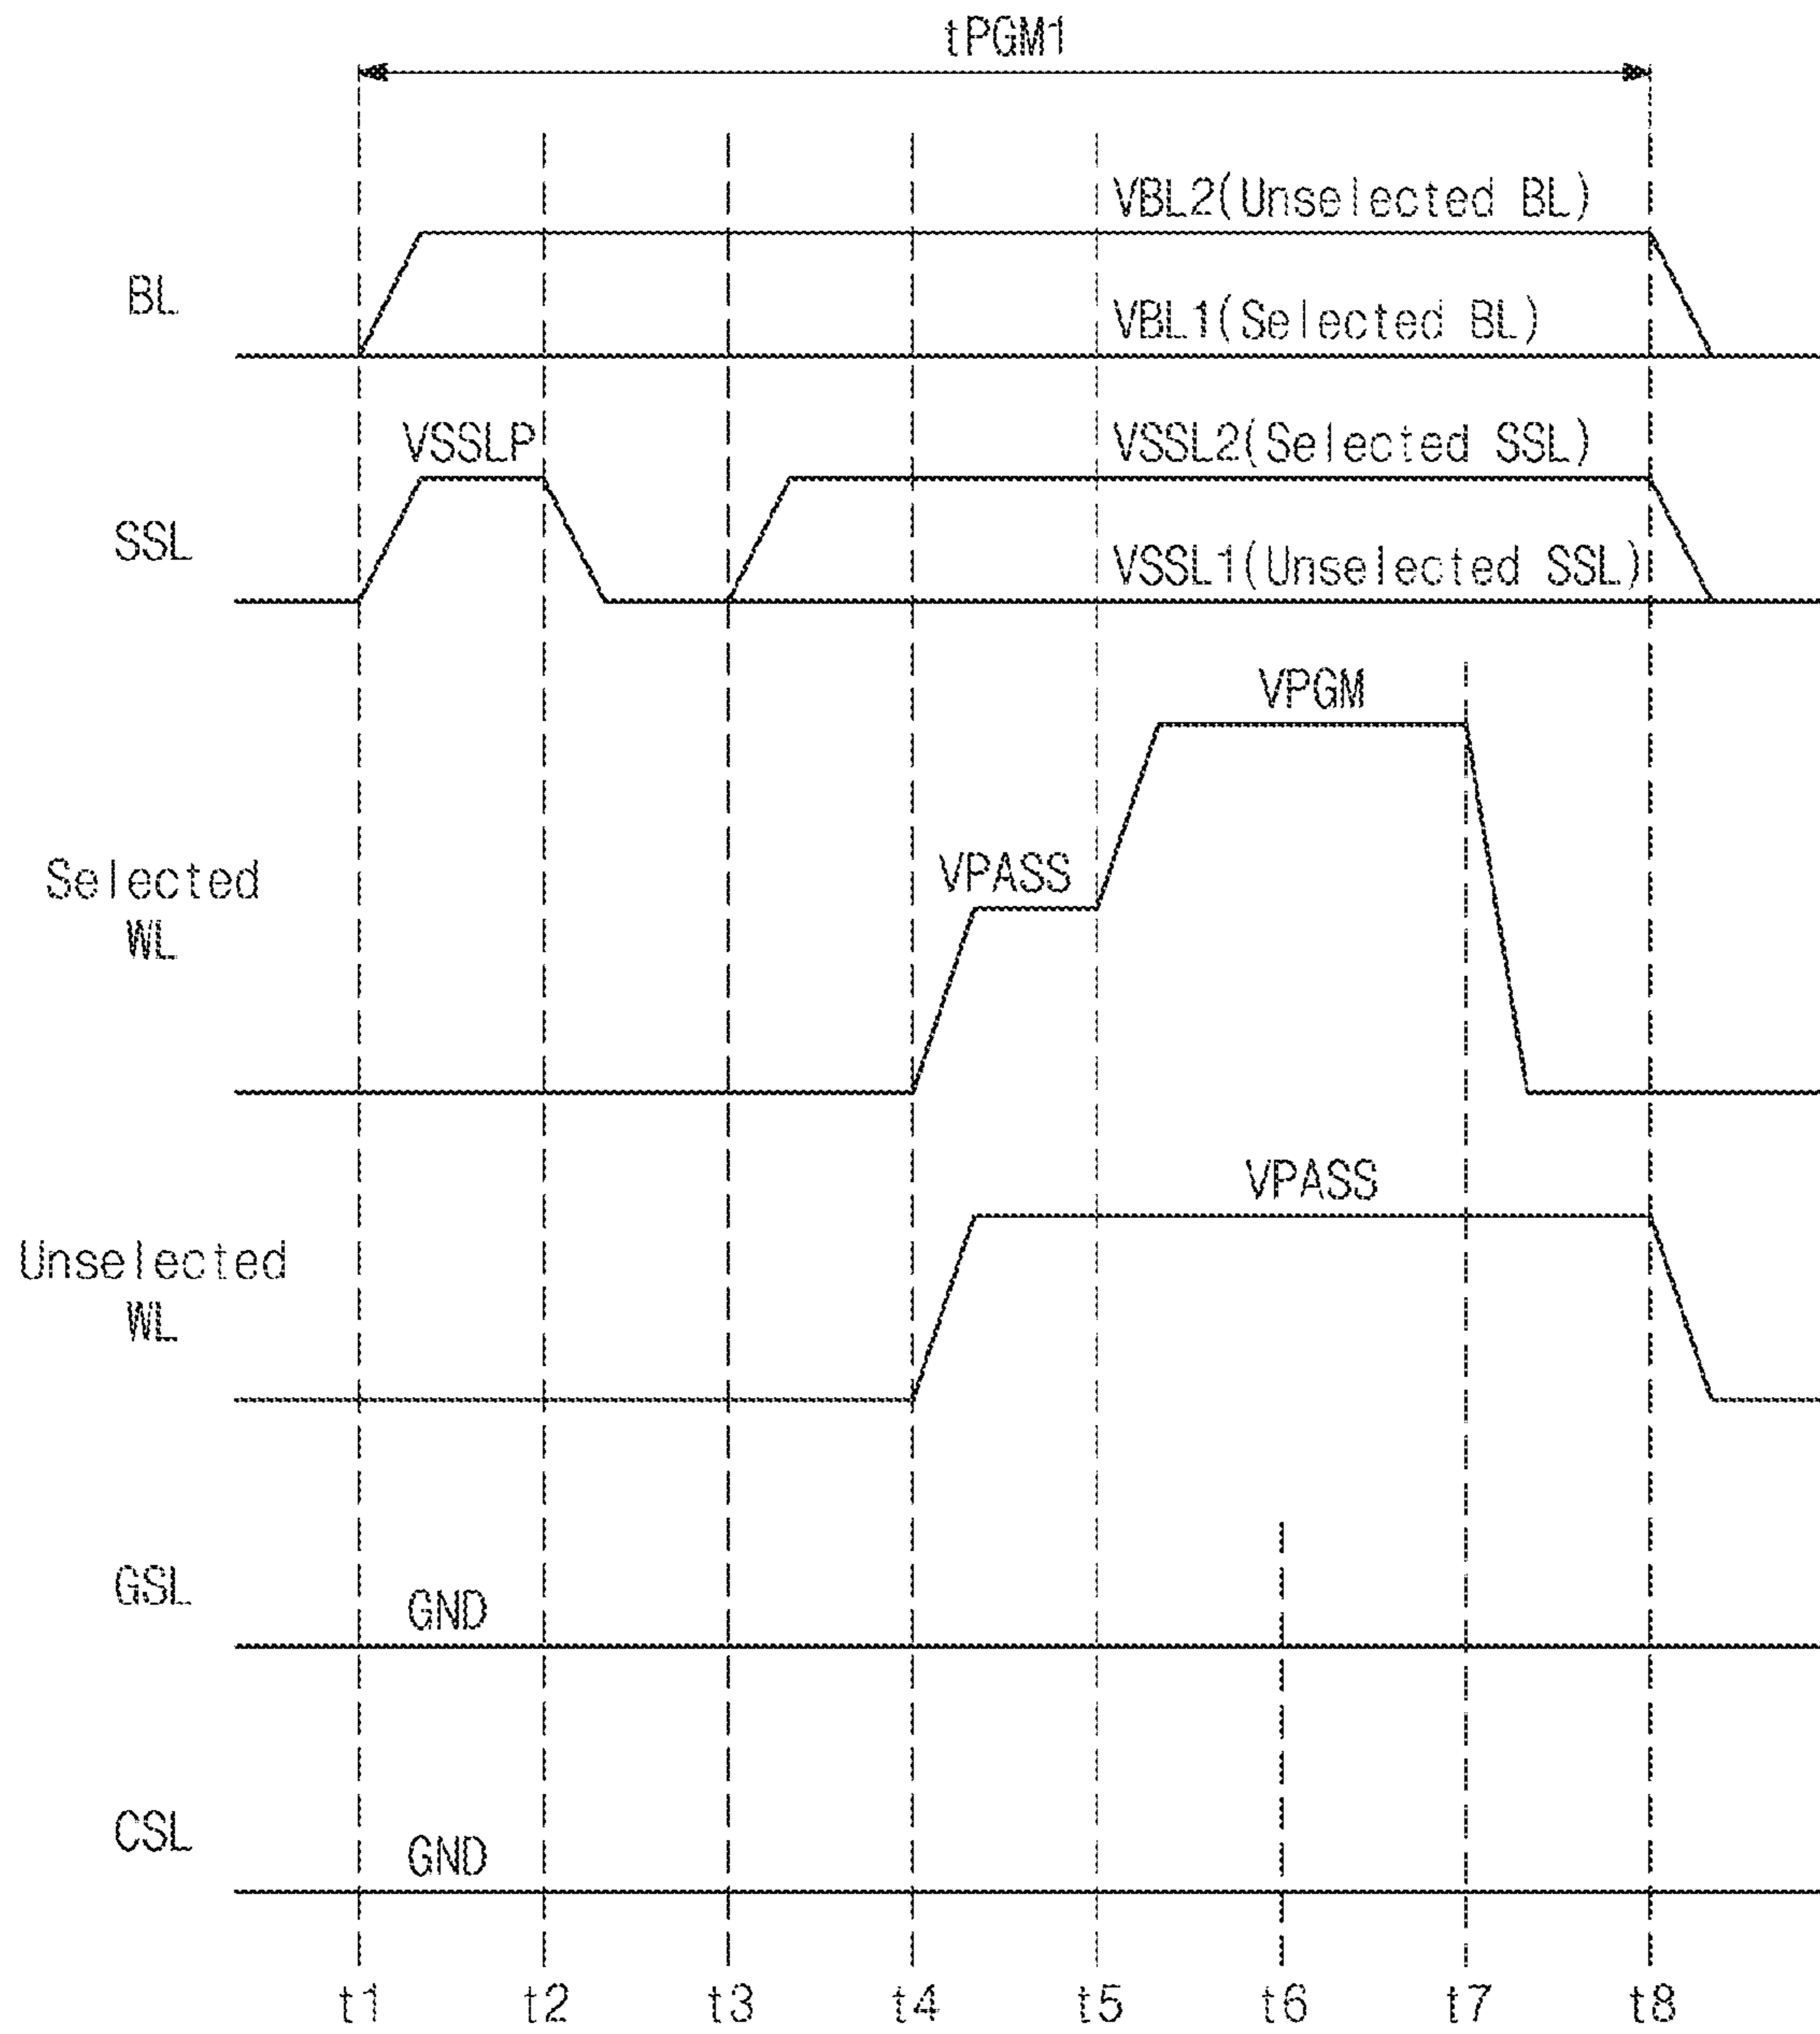 tPGM1
VBL2(Unselected BL)
BL
VBL1(Selected BL)
VSSLP
VSSL2(Selected SSL)
SSL
VSSL1(Unselected SSL)
VPGM
VPASS
Selected
WL
VPASS
Unselected
WL
GSL
GND
CSL
GND
t1 t2 t3 t4 t5 t6 t7 t8